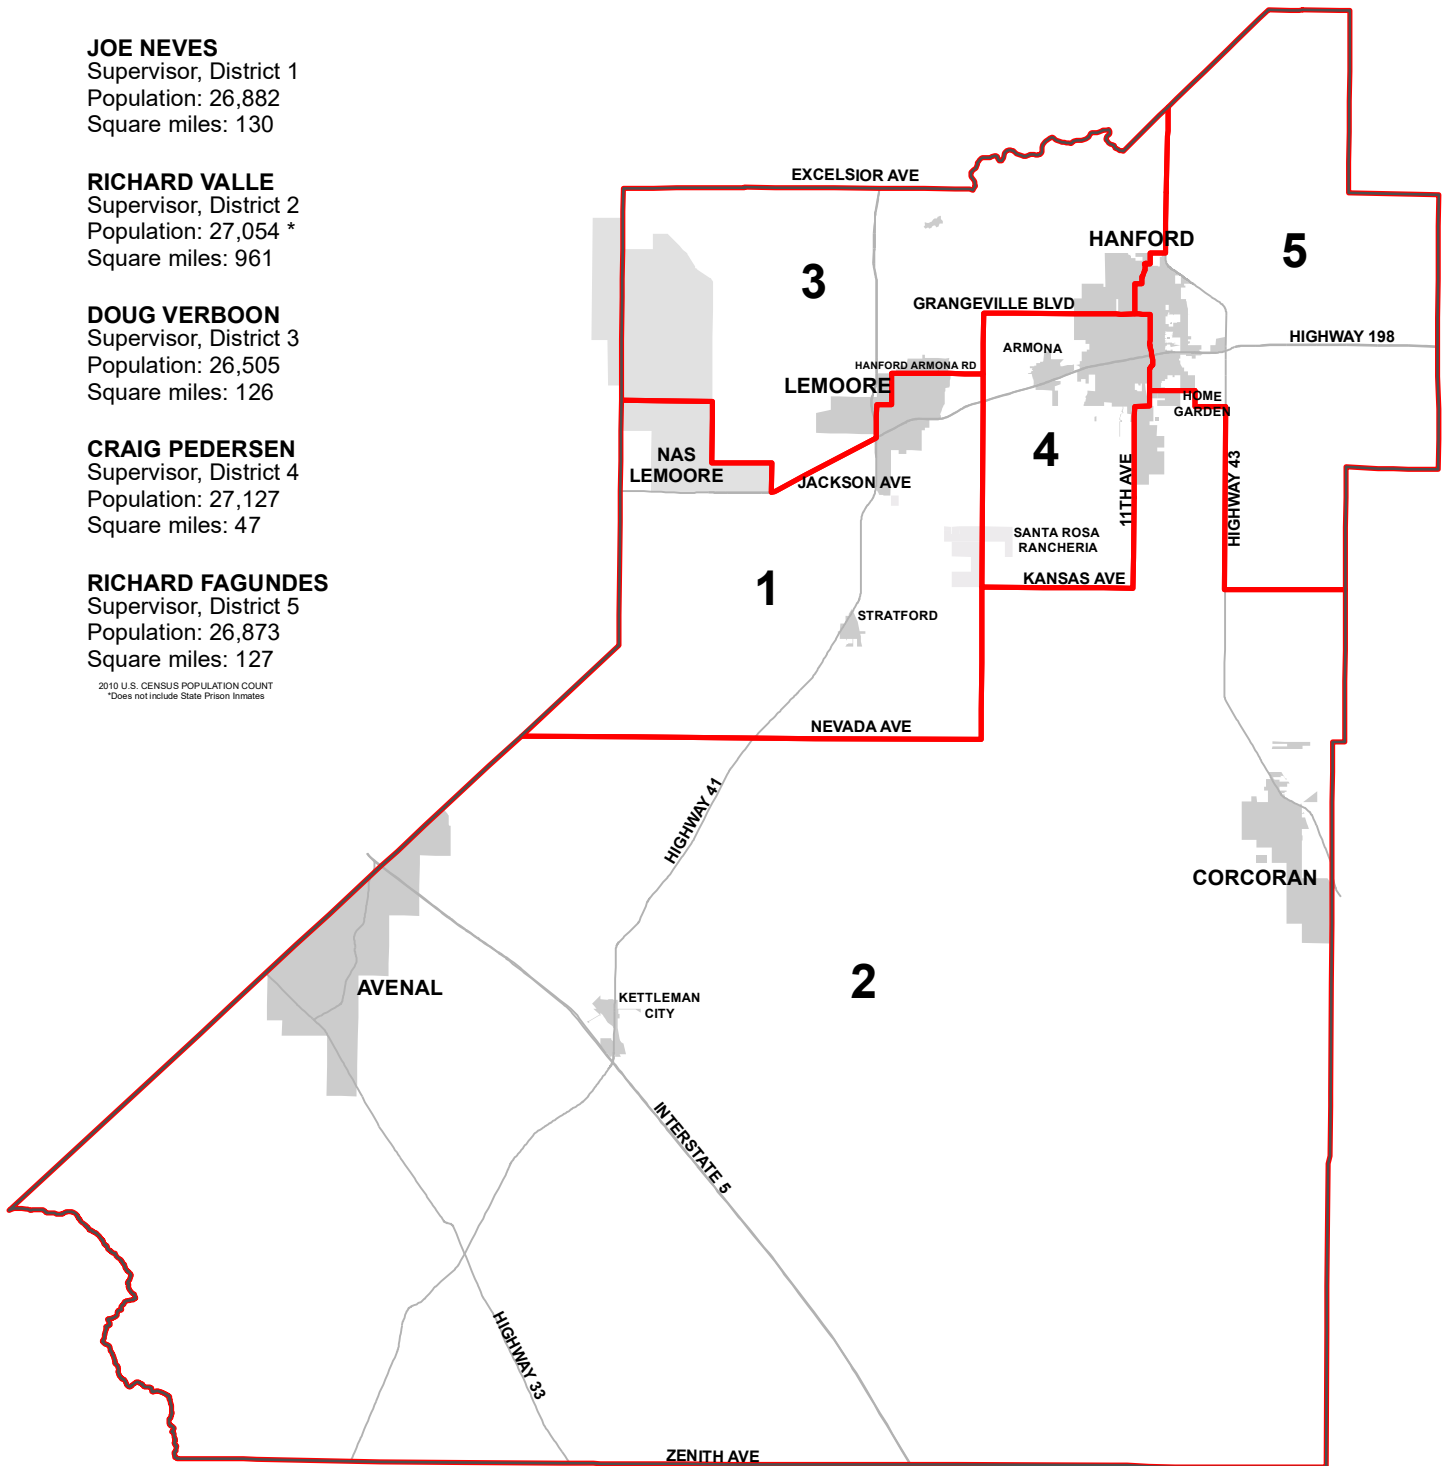 JOE NEVES
Supervisor, District 1
Population: 26,882
Square miles: 130
RICHARD VALLE
Supervisor, District 2
Population: 27,054 *
Square miles: 961
DOUG VERBOON
Supervisor, District 3
Population: 26,505
Square miles: 126
CRAIG PEDERSEN
Supervisor, District 4
Population: 27,127
Square miles: 47
RICHARD FAGUNDES
Supervisor, District 5
Population: 26,873
Square miles: 127
2010 U.S. CENSUS POPULATION COUNT
*Does not include State Prison Inmates
EXCELSIOR AVE
HANFORD
5
3
GRANGEVILLE BLVD
HIGHWAY 198
ARMONA
HANFORD ARMONA RD
LEMOORE
HOME
GARDEN
4
NAS
LEMOORE
JACKSON AVE
11TH AVE
HIGHWAY 43
SANTA ROSA
RANCHERIA
KANSAS AVE
1
STRATFORD
NEVADA AVE
HIGHWAY 41
CORCORAN
2
AVENAL
KETTLEMAN
CITY
INTERSTATE 5
HIGHWAY 33
ZENITH AVE